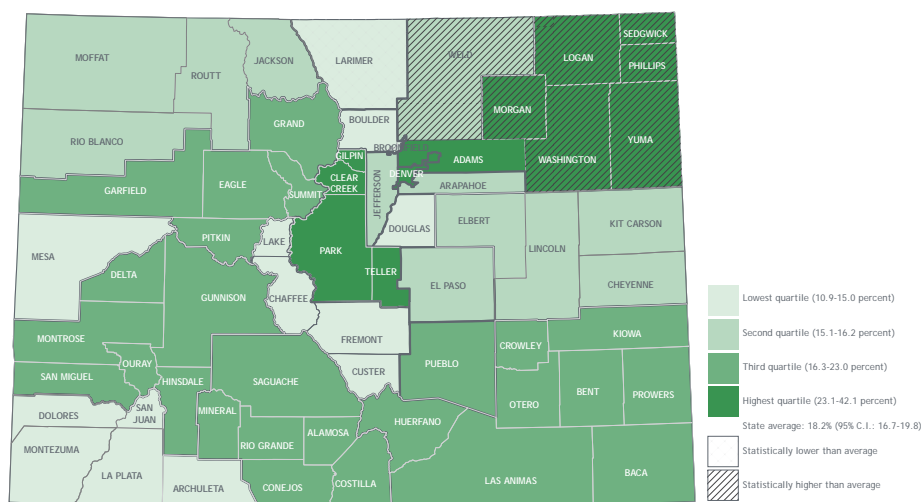 SEDGWICK
LOGAN
PHILLIPS
MOFFAT
ROUTT
JACKSON
LARIMER
WELD
MORGAN
GRAND
BOULDER
RIO BLANCO
BROOMFIELD
GILPIN
ADAMS
WASHINGTON
YUMA
CLEAR
CREEK
DENVER
ARAPAHOE
GARFIELD
EAGLE
SUMMIT
JEFFERSON
DOUGLAS
ELBERT
KIT CARSON
PITKIN
LAKE
PARK
LINCOLN
MESA
DELTA
TELLER
EL PASO
CHEYENNE
GUNNISON
CHAFFEE
MONTROSE
FREMONT
CROWLEY
KIOWA
OURAY
CUSTER
PUEBLO
SAN MIGUEL
HINSDALE
SAGUACHE
BENT
PROWERS
OTERO
DOLORES
SAN
JUAN
MINERAL
HUERFANO
ALAMOSA
RIO GRANDE
MONTEZUMA
LA PLATA
ARCHULETA
CONEJOS
COSTILLA
LAS ANIMAS
BACA
Lowest quartile (10.9-15.0 percent)
Second quartile (15.1-16.2 percent)
Third quartile (16.3-23.0 percent)
Highest quartile (23.1-42.1 percent)
State average: 18.2% (95% C.I.: 16.7-19.8)
Statistically lower than average
Statistically higher than average